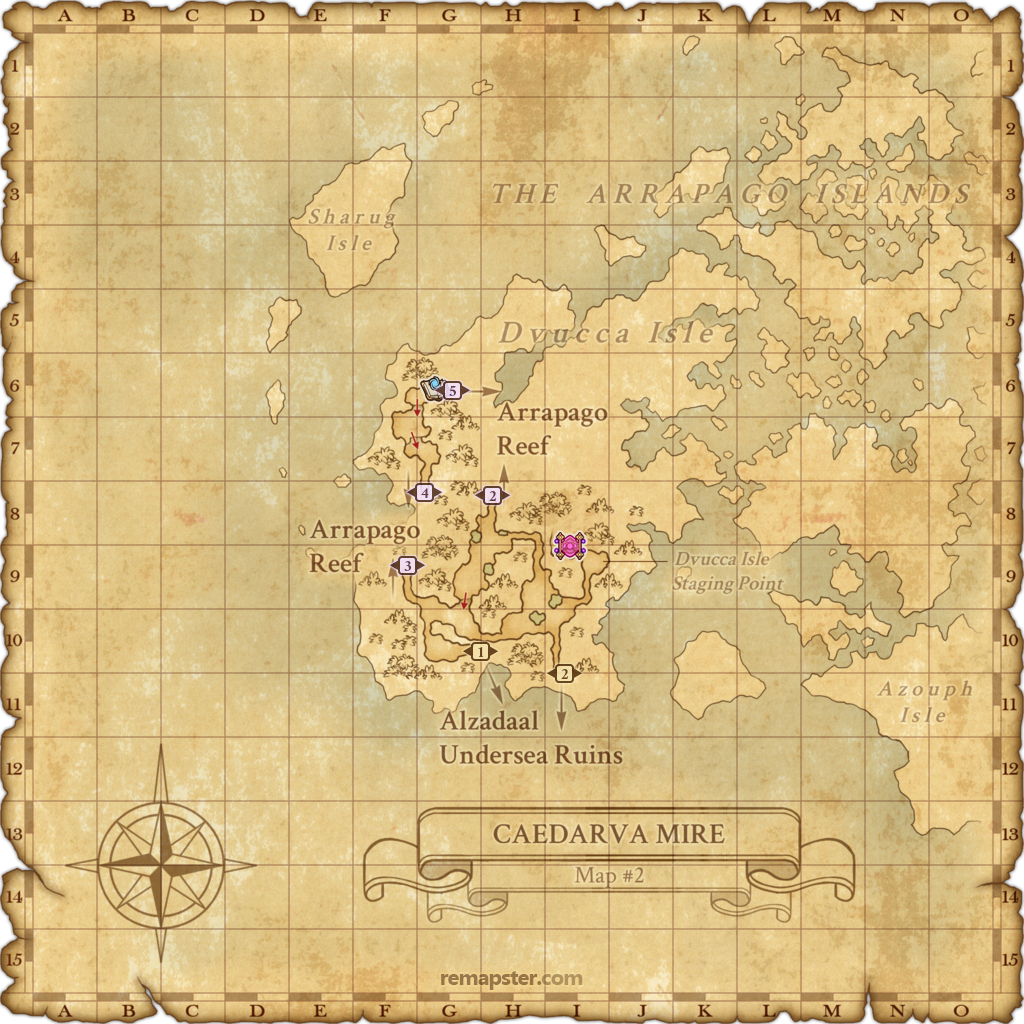 A B C D E F G H I J K L M N O
1 1
2 2
3 THE ARRAPAGO ISLANDS 3
Sharug
Isle
4 4
5 Dvucca Isle 5
6 5 6
Arrapago
Reef
7 7
4 2
8 8
Arrapago
Reef
3
Dvucca Isle
Staging Point
9 9
10 10
1
2
Azouph
Isle
11 11
Alzadaal
Undersea Ruins
12 12
13 CAEDARVA MIRE 13
Map #2
14 14
15 15
remapster.com
A B C D E F G H I J K L M N O